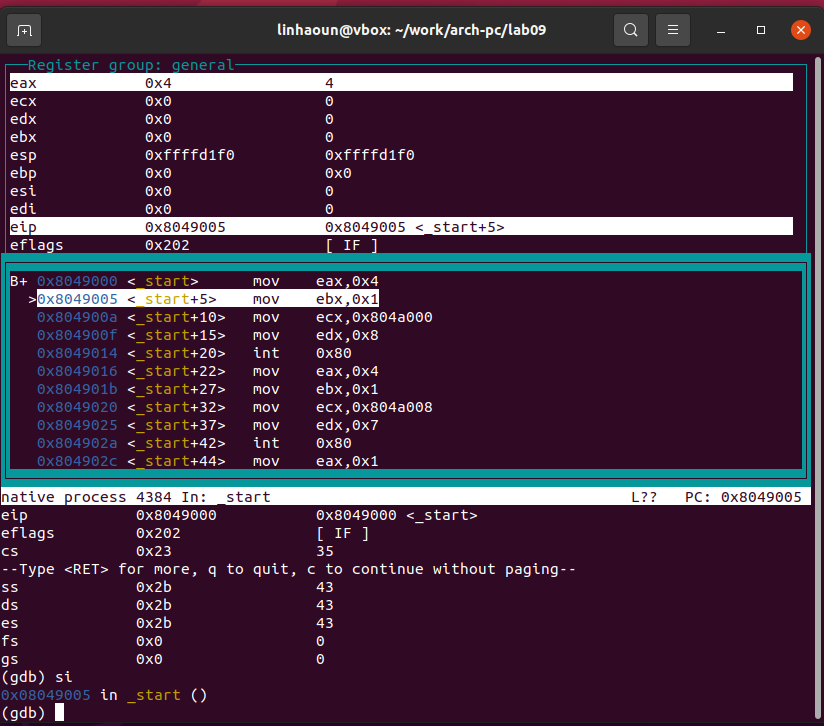 linhaoun@vbox: ~/work/arch-pc/lab09
Register group: general
eax 0x4 4
ecx 0x0 0
edx 0x0 0
ebx 0x0 0
esp 0xffffd1f0 0xffffd1f0
ebp 0x0 0x0
esi 0x0 0
edi 0x0 0
eip 0x8049005 0x8049005 <_start+5>
eflags 0x202 [ IF ]
B+ 0x8049000 <_start> mov eax,0x4
>0x8049005 <_start+5> mov ebx,0x1
0x804900a <_start+10> mov ecx,0x804a000
0x804900f <_start+15> mov edx,0x8
0x8049014 <_start+20> int 0x80
0x8049016 <_start+22> mov eax,0x4
0x804901b <_start+27> mov ebx,0x1
0x8049020 <_start+32> mov ecx,0x804a008
0x8049025 <_start+37> mov edx,0x7
0x804902a <_start+42> int 0x80
0x804902c <_start+44> mov eax,0x1
native process 4384 In: _start L?? PC: 0x8049005
eip 0x8049000 0x8049000 <_start>
eflags 0x202 [ IF ]
cs 0x23 35
--Type <RET> for more, q to quit, c to continue without paging--
ss 0x2b 43
ds 0x2b 43
es 0x2b 43
fs 0x0 0
gs 0x0 0
(gdb) si
0x08049005 in _start ()
(gdb)